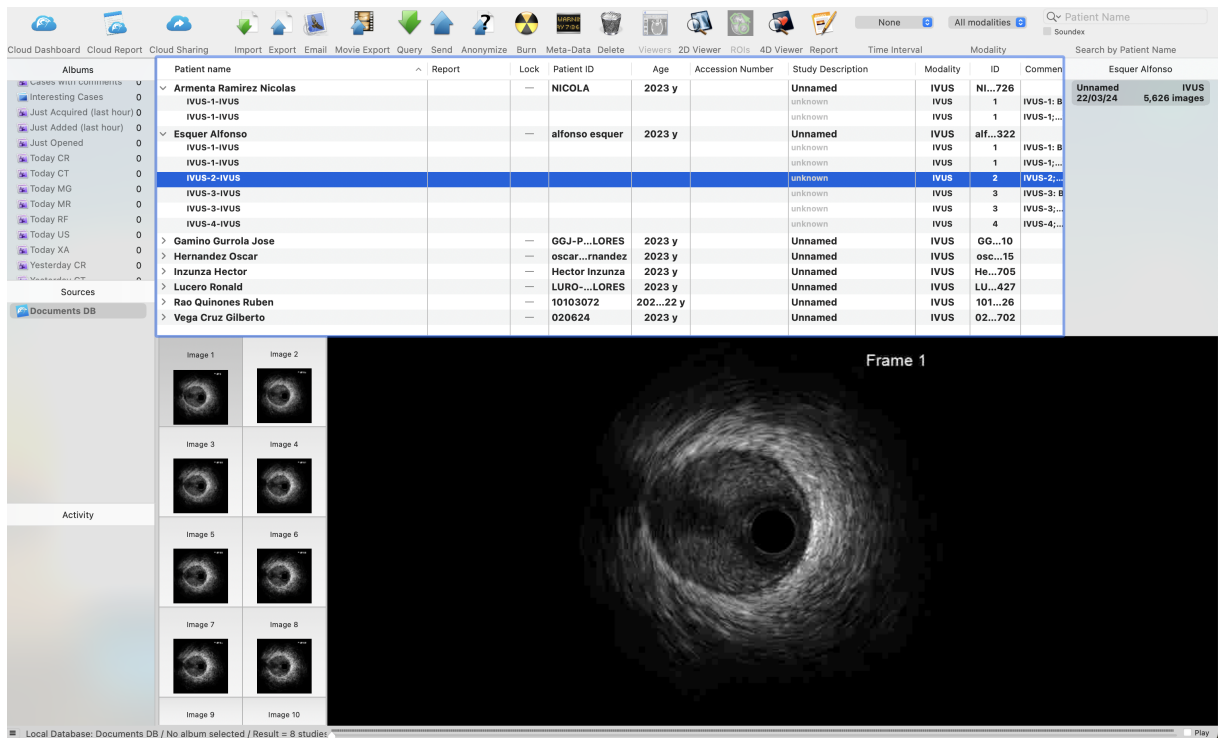 None All modalities Patient Name
Soundex
Cloud Dashboard Cloud Report Cloud Sharing Import Export Email Movie Export Query Send Anonymize Burn Meta-Data Delete Viewers 2D Viewer ROIs 4D Viewer Report Time Interval Modality Search by Patient Name
Albums
Cases with comments 0
Interesting Cases 0
Just Acquired (last hour) 0
Just Added (last hour) 0
Just Opened 0
Today CR 0
Today CT 0
Today MG 0
Today MR 0
Today RF 0
Today US 0
Today XA 0
Yesterday CR 0
Yesterday CT 0
Sources
Documents DB
Activity
Patient name Report Lock Patient ID Age Accession Number Study Description Modality ID Commen
Armenta Ramirez Nicolas — NICOLA Unnamed IVUS NI...726
IVUS-1-IVUS unknown IVUS 1 IVUS-1: B
IVUS-1-IVUS unknown IVUS 1 IVUS-1;...
Esquer Alfonso — alfonso esquer 2023 y Unnamed IVUS alf...322
IVUS-1-IVUS unknown IVUS 1 IVUS-1: B
IVUS-1-IVUS unknown IVUS 1 IVUS-1;...
IVUS-2-IVUS unknown IVUS 2 IVUS-2;...
IVUS-3-IVUS unknown IVUS 3 IVUS-3: B
IVUS-3-IVUS unknown IVUS 3 IVUS-3;...
IVUS-4-IVUS unknown IVUS 4 IVUS-4;...
Gamino Gurrola Jose — GGJ-P...LORES 2023 y Unnamed IVUS GG...10
Hernandez Oscar — oscar...rnandez 2023 y Unnamed IVUS osc...15
Inzunza Hector — Hector Inzunza 2023 y Unnamed IVUS He...705
Lucero Ronald — LURO-...LORES 2023 y Unnamed IVUS LU...427
Rao Quinones Ruben — 10103072 202...22 y Unnamed IVUS 101...26
Vega Cruz Gilberto — 020624 2023 y Unnamed IVUS 02...702
Esquer Alfonso
Unnamed IVUS
22/03/24 5,626 images
Image 1 Image 2
Image 3 Image 4
Image 5 Image 6
Image 7 Image 8
Image 9 Image 10
Frame 1
Local Database: Documents DB / No album selected / Result = 8 studies
Play